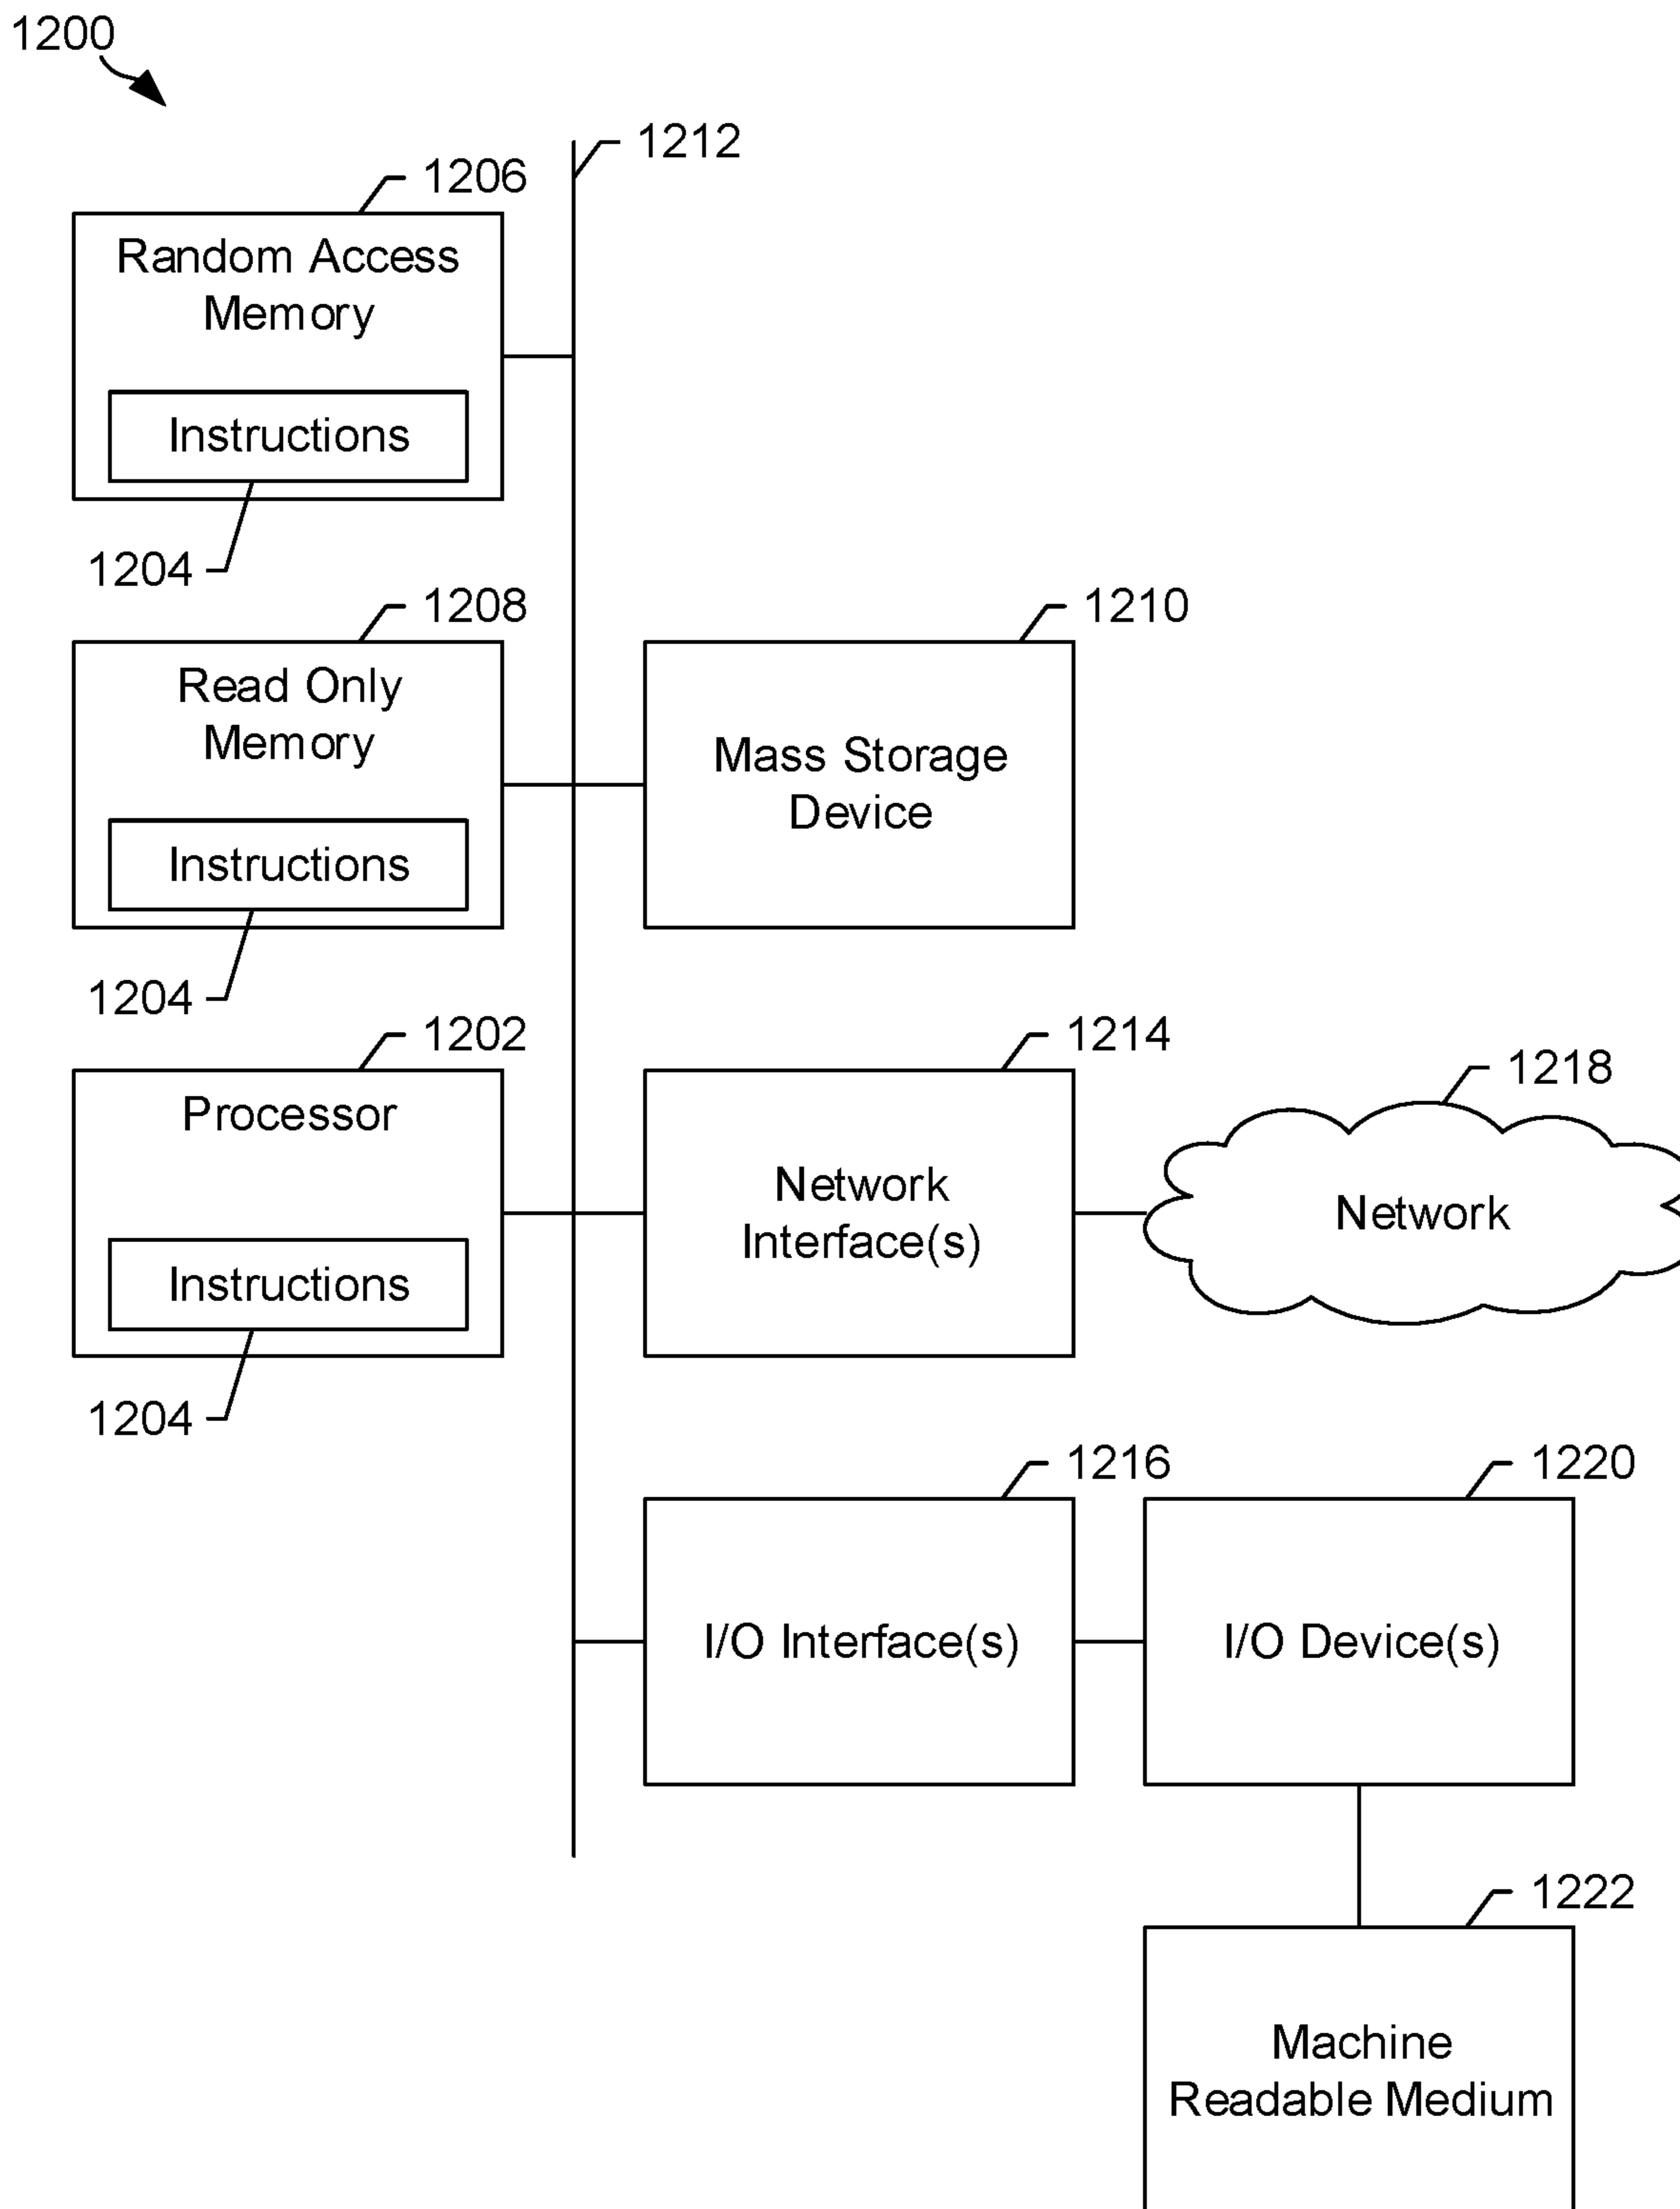 1200
1212
1206
Random Access
Memory
Instructions
1204
1208
Read Only
Memory
Instructions
1204
1210
Mass Storage
Device
1202
Processor
Instructions
1204
1214
Network
Interface(s)
1218
Network
1216
I/O Interface(s)
1220
I/O Device(s)
1222
Machine
Readable Medium